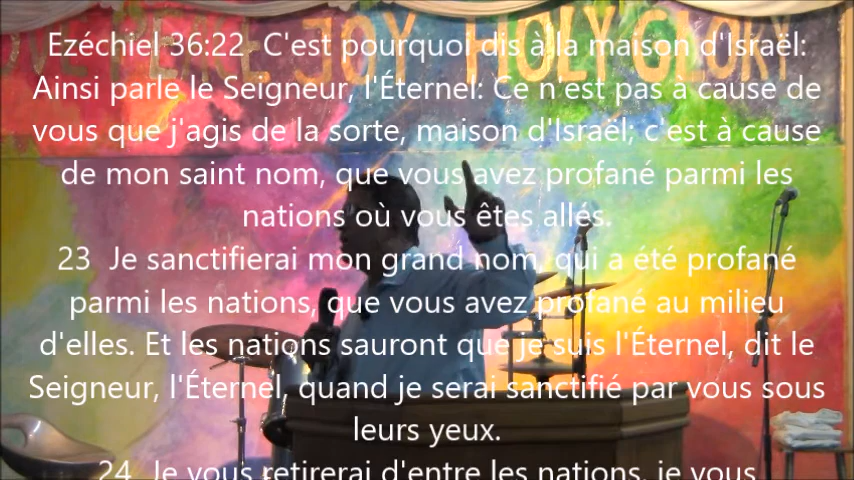 PEACE JOY HOLY GLORY
Ezéchiel 36:22  C'est pourquoi dis à la maison d'Israël:
Ainsi parle le Seigneur, l'Éternel: Ce n'est pas à cause de
vous que j'agis de la sorte, maison d'Israël; c'est à cause
de mon saint nom, que vous avez profané parmi les
nations où vous êtes allés.
23  Je sanctifierai mon grand nom, qui a été profané
parmi les nations, que vous avez profané au milieu
d'elles. Et les nations sauront que je suis l'Éternel, dit le
Seigneur, l'Éternel, quand je serai sanctifié par vous sous
leurs yeux.
24  Je vous retirerai d'entre les nations, je vous